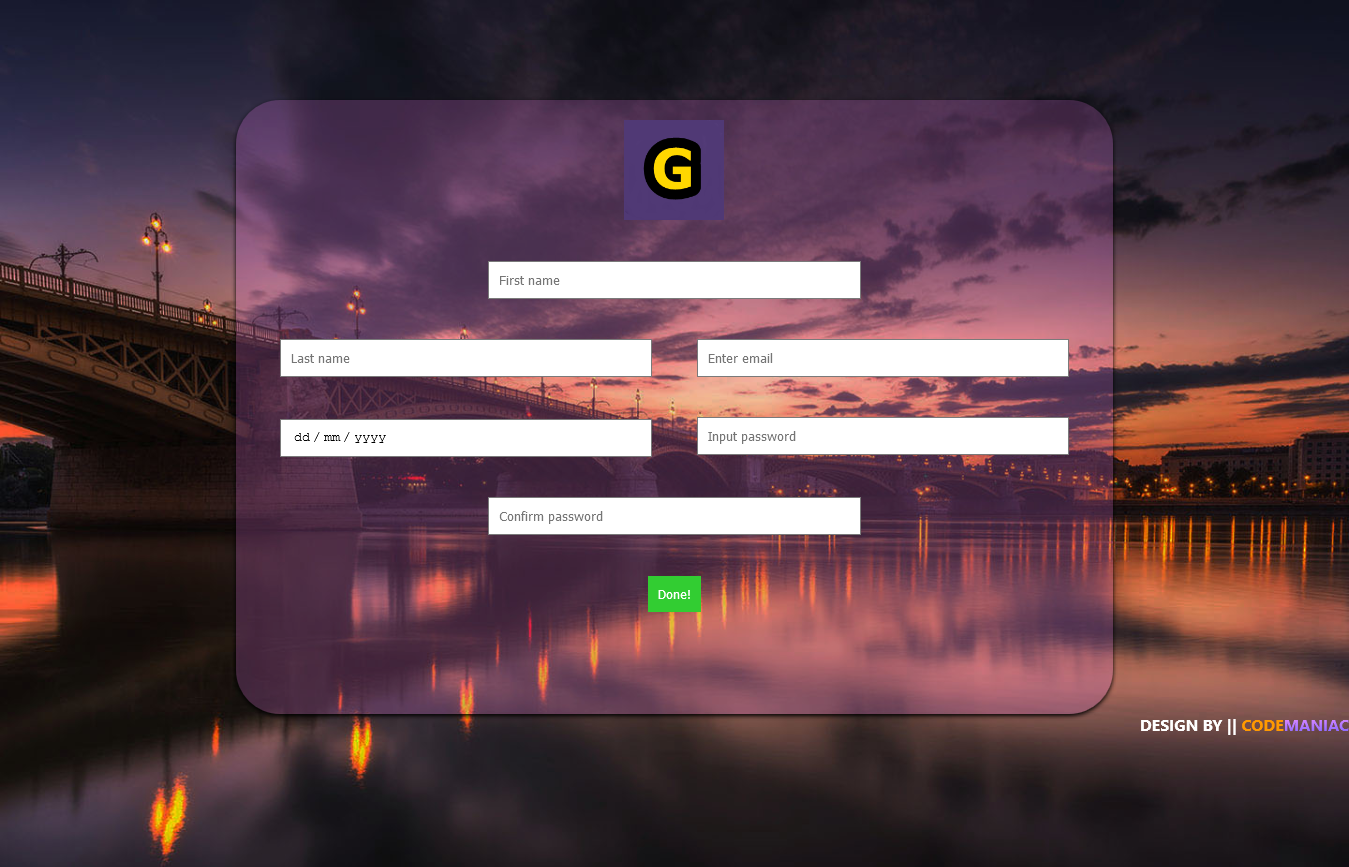 G
First name
Last name
Enter email
dd / mm / yyyy
Input password
Confirm password
Done!
DESIGN BY || CODEMANIAC